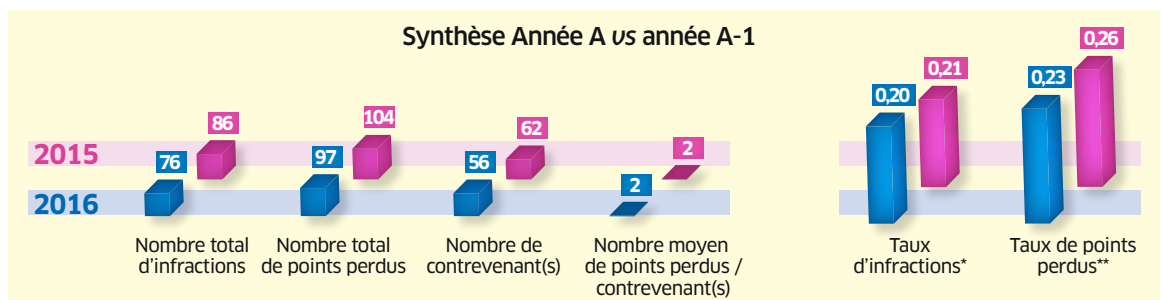 Synthèse Année A vs année A-1
2015
86
104
62
2
0,21
0,26
2016
76
97
56
2
0,20
0,23
Nombre total
d'infractions
Nombre total
de points perdus
Nombre de
contrevenant(s)
Nombre moyen
de points perdus /
contrevenant(s)
Taux
d'infractions*
Taux de points
perdus**